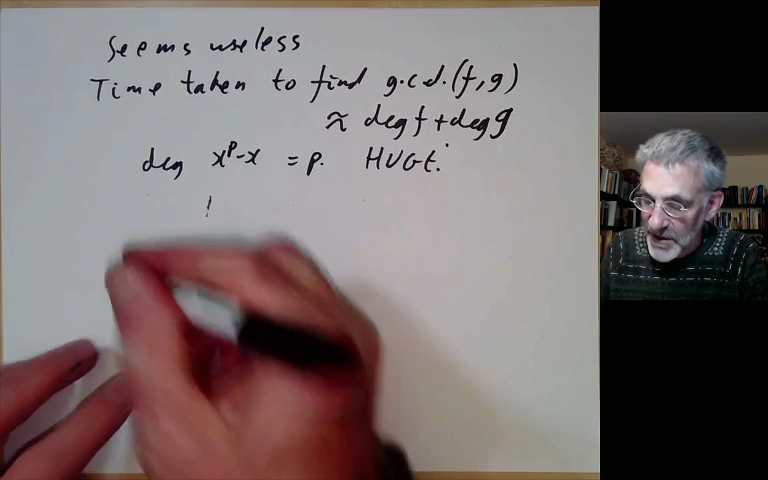 Seems useless
Time taken to find g.c.d.(f,g)
≈ deg f + deg g
deg x^p-x = p. HUGE.